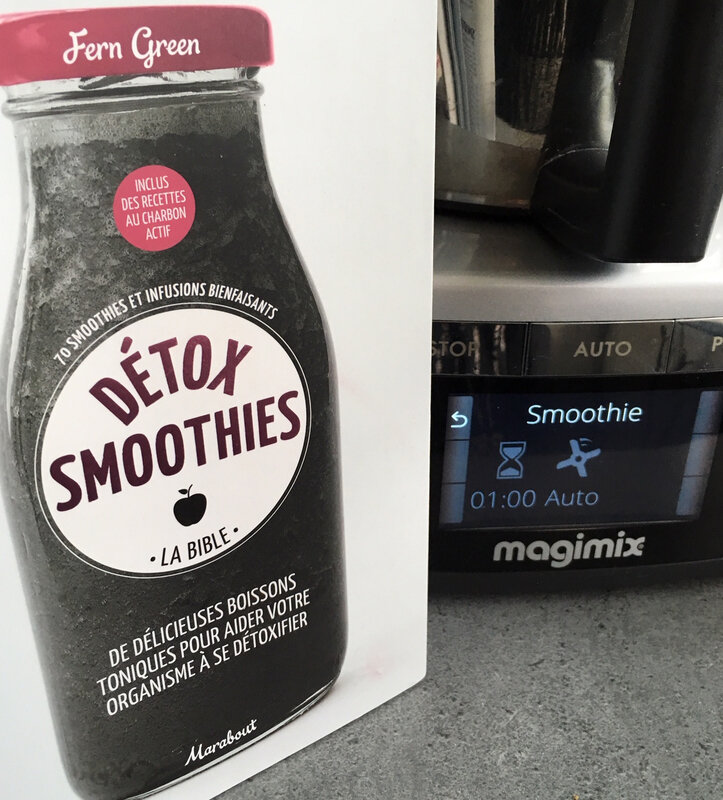 Fern Green
INCLUS
DES RECETTES
AU CHARBON
ACTIF
70 SMOOTHIES ET INFUSIONS BIENFAISANTS
DÉTOX
SMOOTHIES
• LA BIBLE •
DE DÉLICIEUSES BOISSONS
TONIQUES POUR AIDER VOTRE
ORGANISME À SE DÉTOXIFIER
Marabout
STOP
AUTO
Smoothie
01:00 Auto
magimix